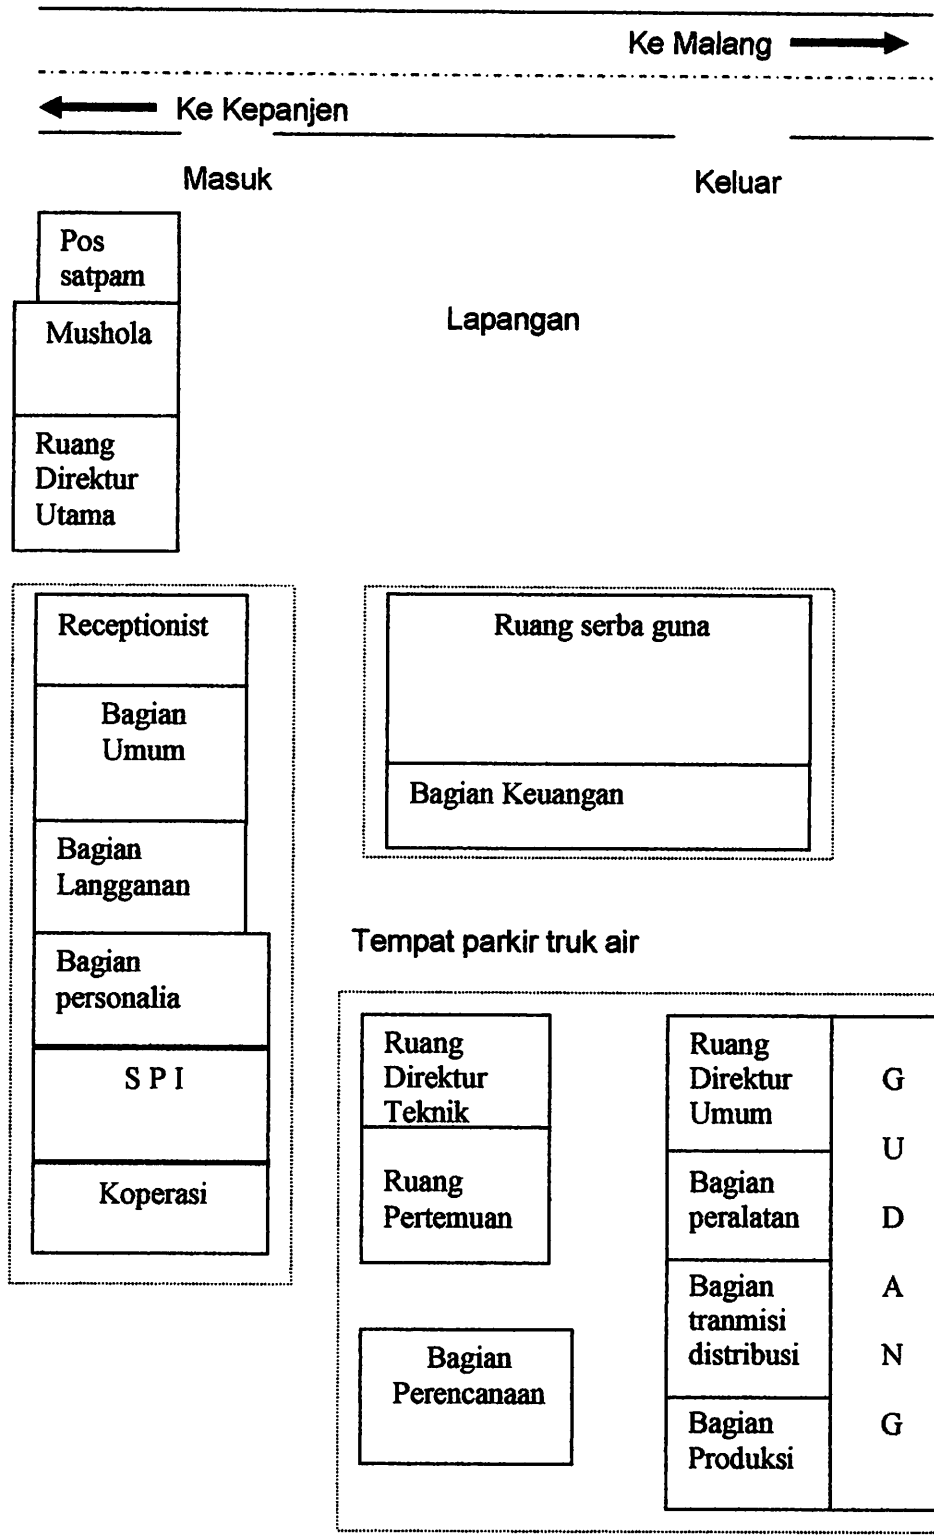 Ke Malang
Ke Kepanjen
Masuk
Keluar
Pos
satpam
Mushola
Lapangan
Ruang
Direktur
Utama
Receptionist
Bagian
Umum
Bagian
Langganan
Bagian
personalia
S P I
Koperasi
Ruang serba guna
Bagian Keuangan
Tempat parkir truk air
Ruang
Direktur
Teknik
Ruang
Pertemuan
Bagian
Perencanaan
Ruang
Direktur
Umum
Bagian
peralatan
Bagian
tranmisi
distribusi
Bagian
Produksi
G
U
D
A
N
G